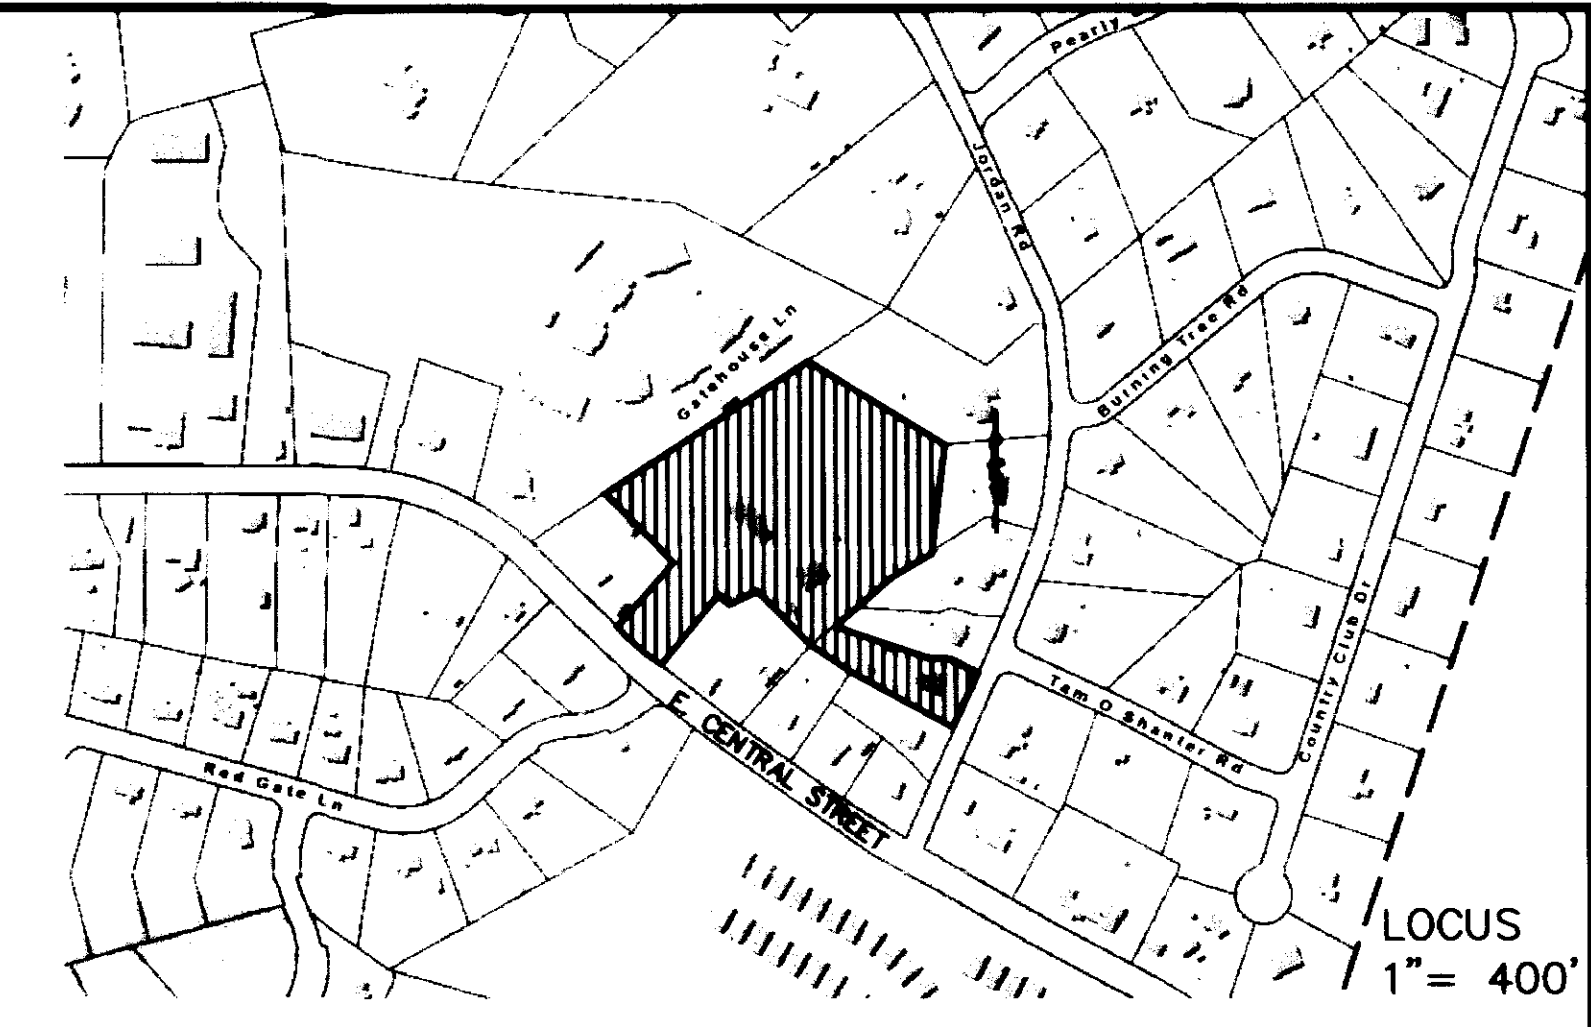 Pearly
Jordan Rd
Burning Tree Rd
Gatehouse Ln
Country Club Dr
Tam O Shanter Rd
E. CENTRAL STREET
Red Gate Ln
LOCUS
1"= 400'